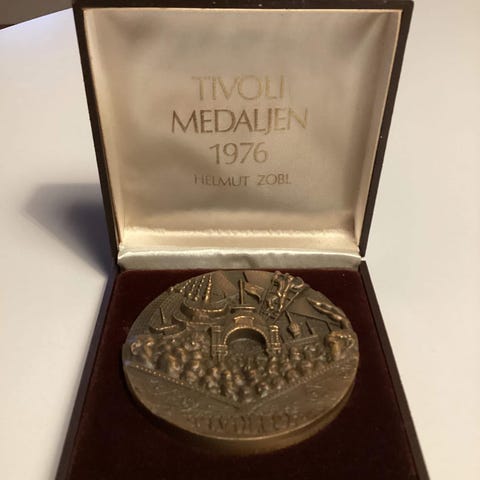 TIVOLI
MEDALJEN
1976
HELMUT ZOBL